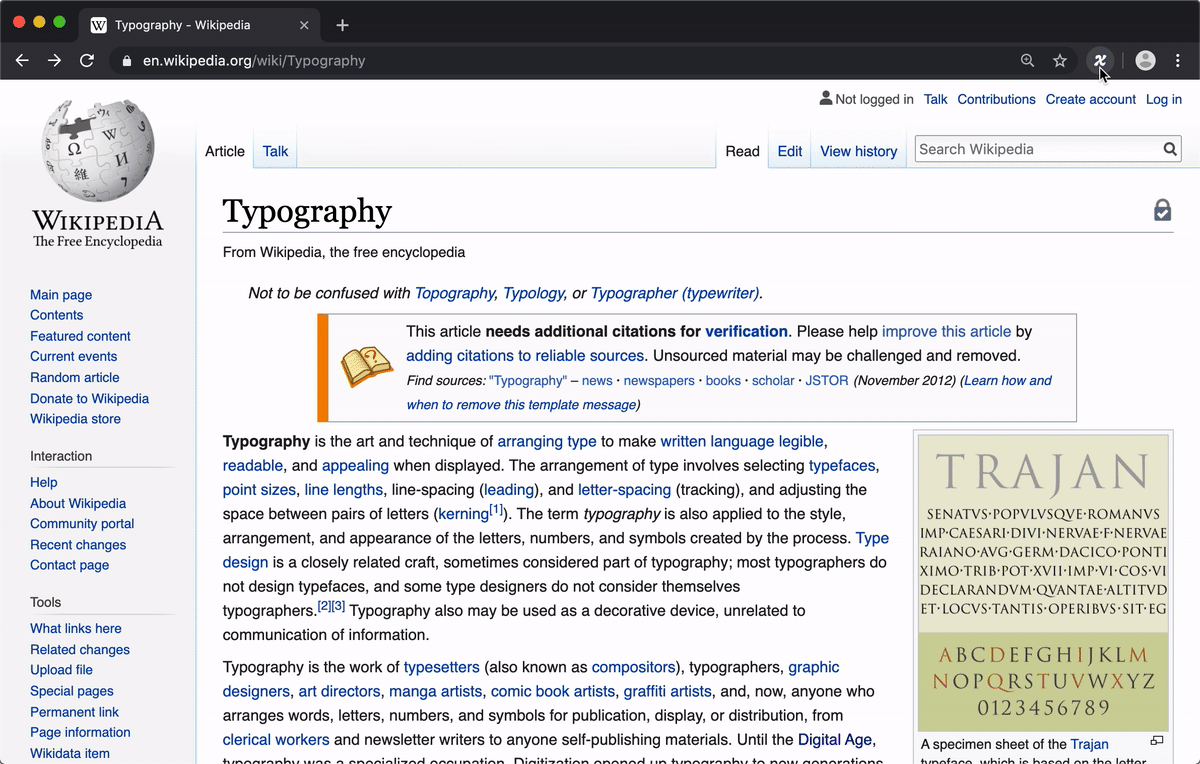 W Typography - Wikipedia
en.wikipedia.org/wiki/Typography
Not logged in Talk Contributions Create account Log in
Article Talk Read Edit View history Search Wikipedia
Ω W И 維
WIKIPEDIA
The Free Encyclopedia
Main page
Contents
Featured content
Current events
Random article
Donate to Wikipedia
Wikipedia store
Interaction
Help
About Wikipedia
Community portal
Recent changes
Contact page
Tools
What links here
Related changes
Upload file
Special pages
Permanent link
Page information
Wikidata item
Typography
From Wikipedia, the free encyclopedia
Not to be confused with Topography, Typology, or Typographer (typewriter).
This article needs additional citations for verification. Please help improve this article by
adding citations to reliable sources. Unsourced material may be challenged and removed.
Find sources: "Typography" – news · newspapers · books · scholar · JSTOR (November 2012) (Learn how and
when to remove this template message)
Typography is the art and technique of arranging type to make written language legible,
readable, and appealing when displayed. The arrangement of type involves selecting typefaces,
point sizes, line lengths, line-spacing (leading), and letter-spacing (tracking), and adjusting the
space between pairs of letters (kerning[1]). The term typography is also applied to the style,
arrangement, and appearance of the letters, numbers, and symbols created by the process. Type
design is a closely related craft, sometimes considered part of typography; most typographers do
not design typefaces, and some type designers do not consider themselves
typographers.[2][3] Typography also may be used as a decorative device, unrelated to
communication of information.
Typography is the work of typesetters (also known as compositors), typographers, graphic
designers, art directors, manga artists, comic book artists, graffiti artists, and, now, anyone who
arranges words, letters, numbers, and symbols for publication, display, or distribution, from
clerical workers and newsletter writers to anyone self-publishing materials. Until the Digital Age,
typography was a specialized occupation. Digitization opened up typography to new generations
TRAJAN
SENATVS·POPVLVSQVE·ROMANVS
IMP·CAESARI·DIVI·NERVAE·F·NERVAE
RAIANO·AVG·GERM·DACICO·PONTI
XIMO·TRIB·POT·XVII·IMP·VI·COS·VI
DECLARANDVM·QVANTAE·ALTITVD
ET·LOCVS·TANTIS·OPERIBVS·SIT·EG
ABCDEFGHIJKLM
NOPQRSTUVWXYZ
0123456789
A specimen sheet of the Trajan
typeface, which is based on the letter